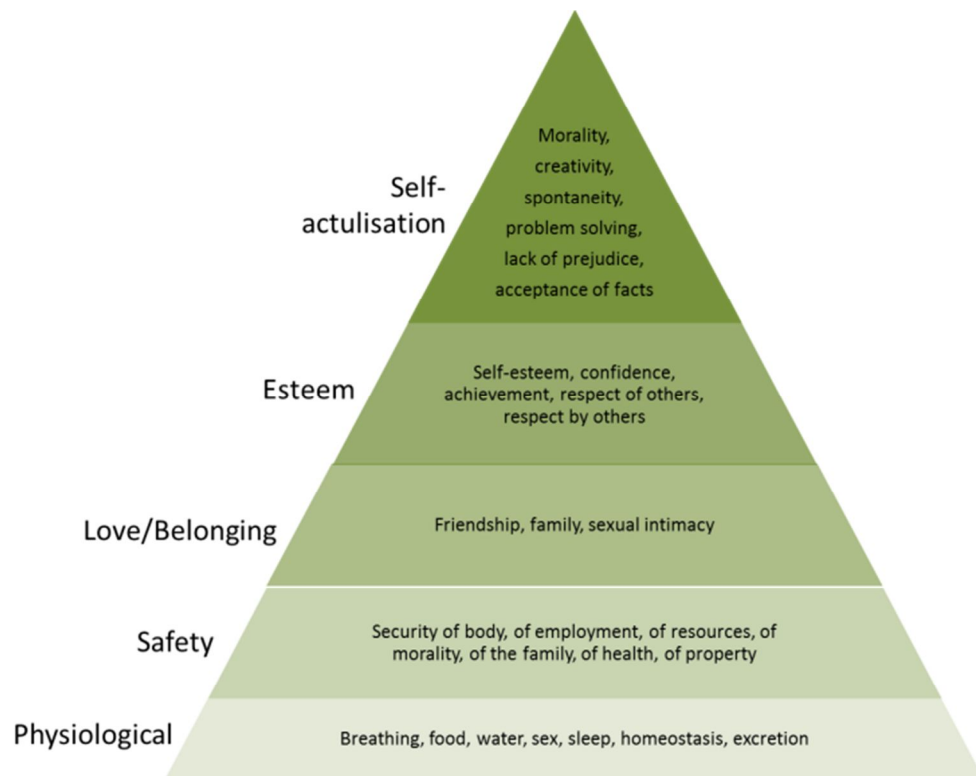 Self-
actulisation
Morality,
creativity,
spontaneity,
problem solving,
lack of prejudice,
acceptance of facts
Esteem
Self-esteem, confidence,
achievement, respect of others,
respect by others
Love/Belonging
Friendship, family, sexual intimacy
Safety
Security of body, of employment, of resources, of
morality, of the family, of health, of property
Physiological
Breathing, food, water, sex, sleep, homeostasis, excretion